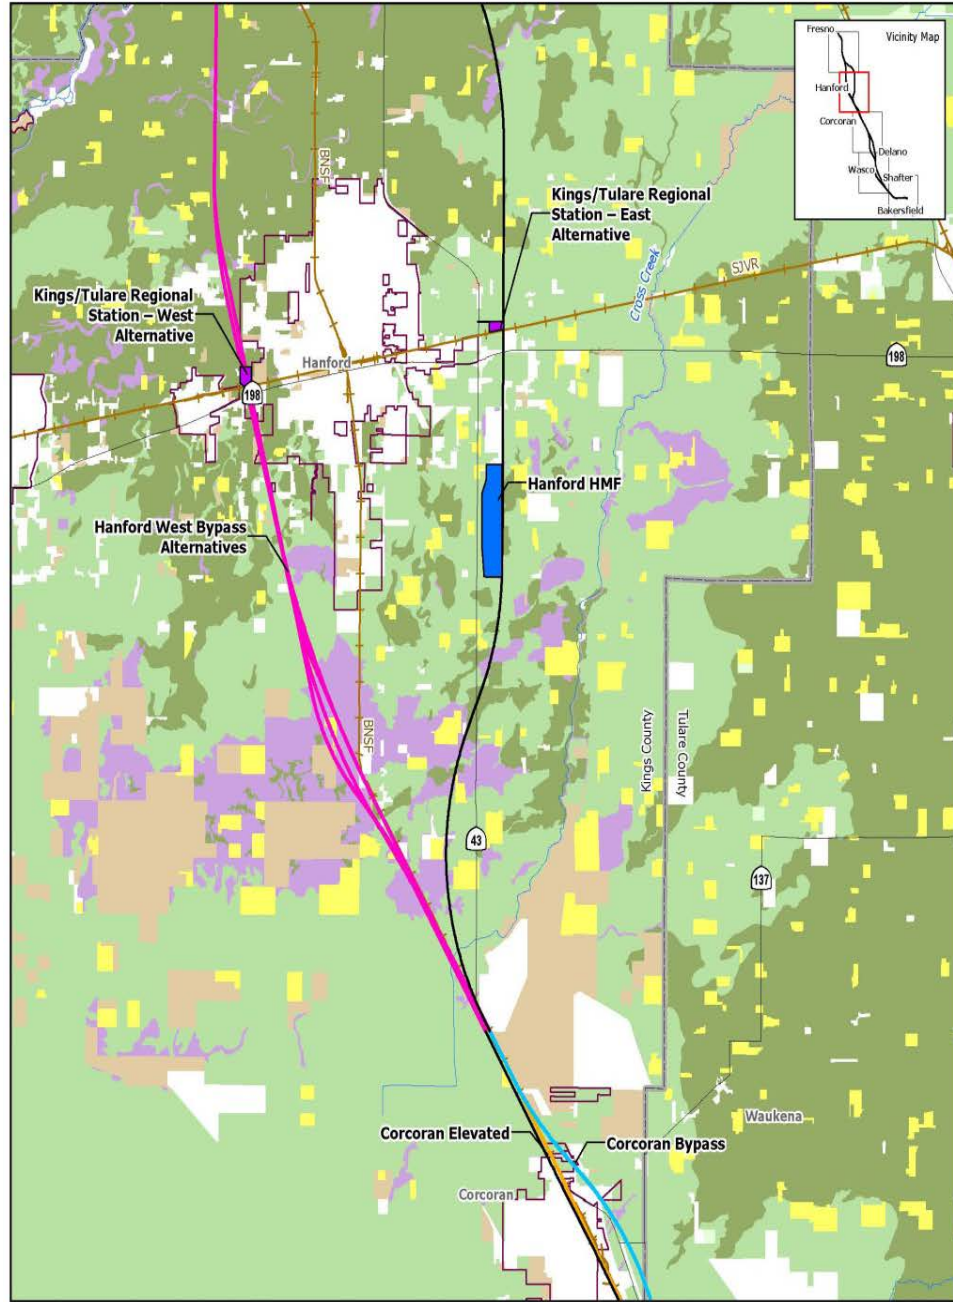 Vicinity Map
Fresno
Hanford
Corcoran
Delano
Wasco
Shafter
Bakersfield
BNSF
Kings/Tulare Regional
Station – East
Alternative
Cross Creek
SJVR
Kings/Tulare Regional
Station – West
Alternative
Hanford
198
198
Hanford HMF
Hanford West Bypass
Alternatives
BNSF
Kings County
Tulare County
43
137
Waukena
Corcoran Elevated
Corcoran Bypass
Corcoran